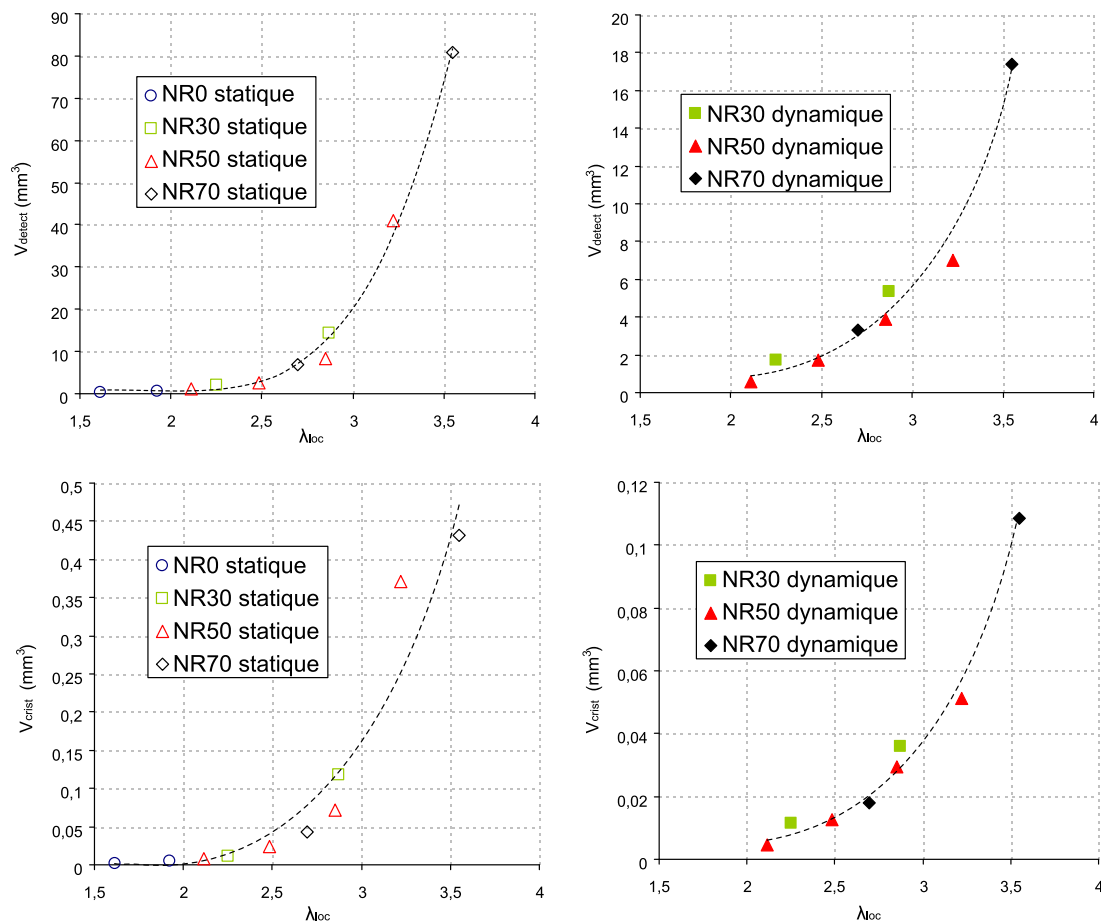 90
80
70
60
50
40
30
20
10
0
V detect (mm³)
NR0 statique
NR30 statique
NR50 statique
NR70 statique
1,5 2 2,5 3 3,5 4
λloc
20
18
16
14
12
10
8
6
4
2
0
V detect (mm³)
NR30 dynamique
NR50 dynamique
NR70 dynamique
1,5 2 2,5 3 3,5 4
λloc
0,5
0,45
0,4
0,35
0,3
0,25
0,2
0,15
0,1
0,05
0
V crist (mm³)
NR0 statique
NR30 statique
NR50 statique
NR70 statique
1,5 2 2,5 3 3,5 4
λloc
0,12
0,1
0,08
0,06
0,04
0,02
0
V crist (mm³)
NR30 dynamique
NR50 dynamique
NR70 dynamique
1,5 2 2,5 3 3,5 4
λloc